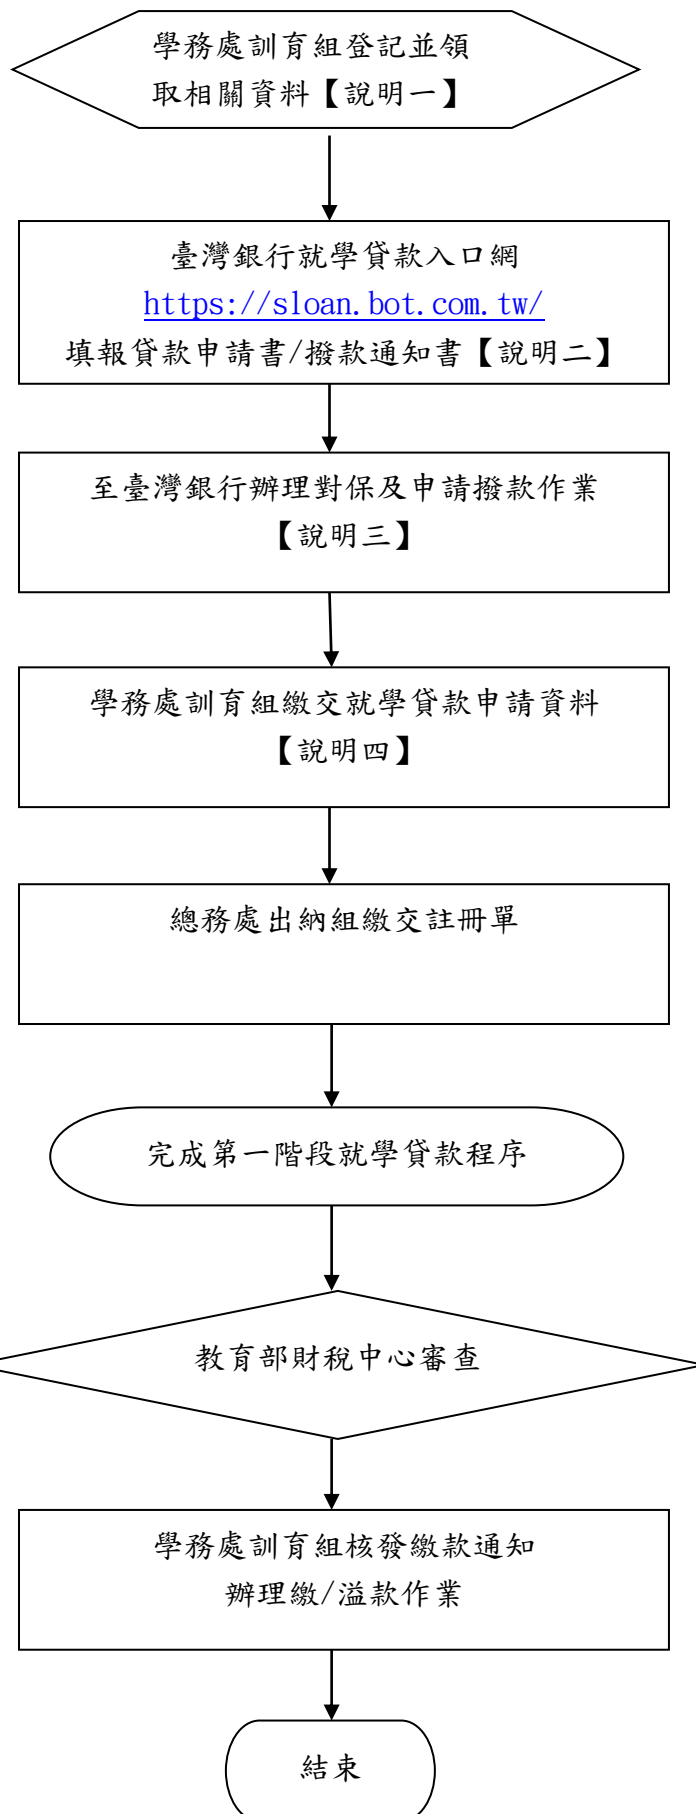 學務處訓育組登記並領
取相關資料【說明一】
臺灣銀行就學貸款入口網
https://sloan.bot.com.tw/
填報貸款申請書/撥款通知書【說明二】
至臺灣銀行辦理對保及申請撥款作業
【說明三】
學務處訓育組繳交就學貸款申請資料
【說明四】
總務處出納組繳交註冊單
完成第一階段就學貸款程序
教育部財稅中心審查
學務處訓育組核發繳款通知
辦理繳/溢款作業
結束